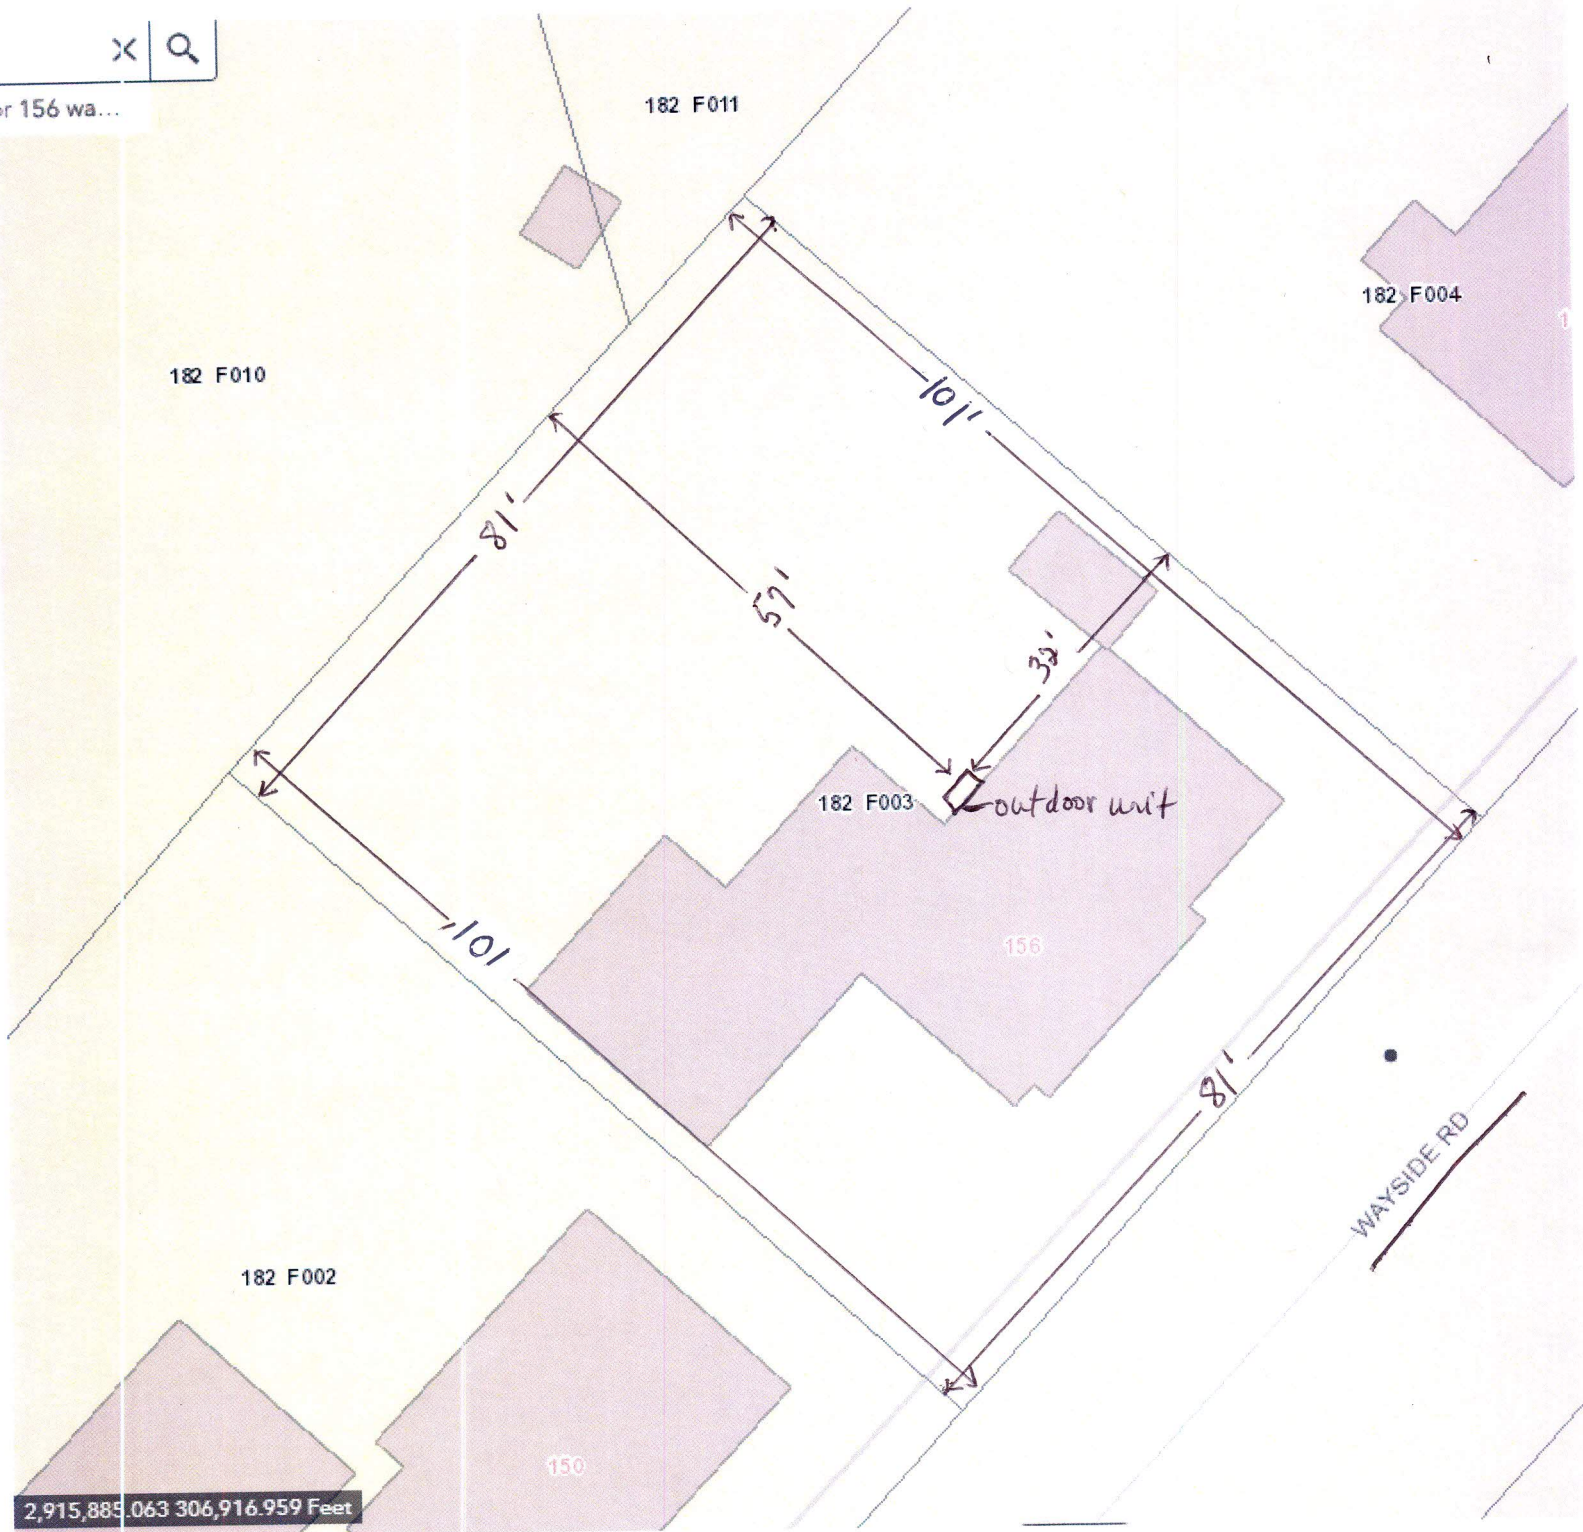 r 156 wa...
182 F011
182 F004
182 F010
101'
81'
57'
32'
182 F003
outdoor unit
101'
156
81'
WAYSIDE RD
182 F002
150
2,915,885.063 306,916.959 Feet